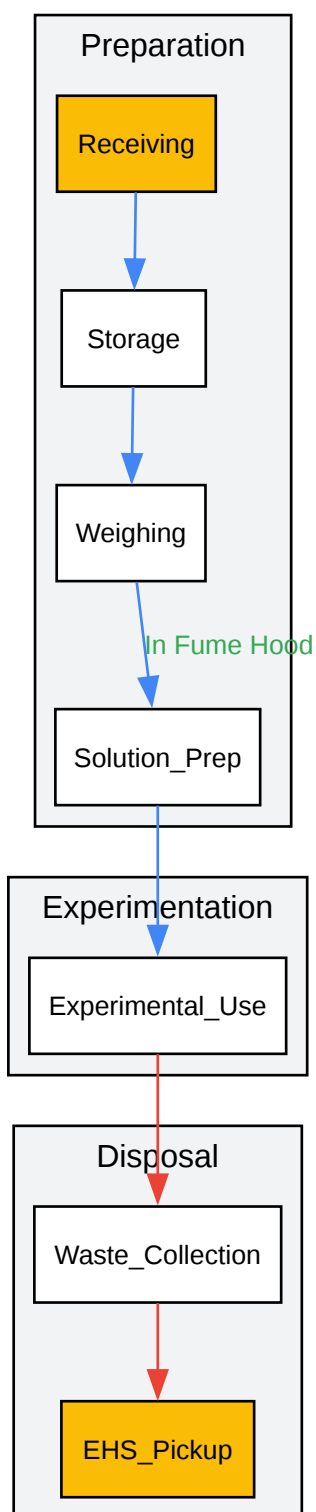 Preparation
Receiving
Storage
Weighing
In Fume Hood
Solution_Prep
Experimentation
Experimental_Use
Disposal
Waste_Collection
EHS_Pickup